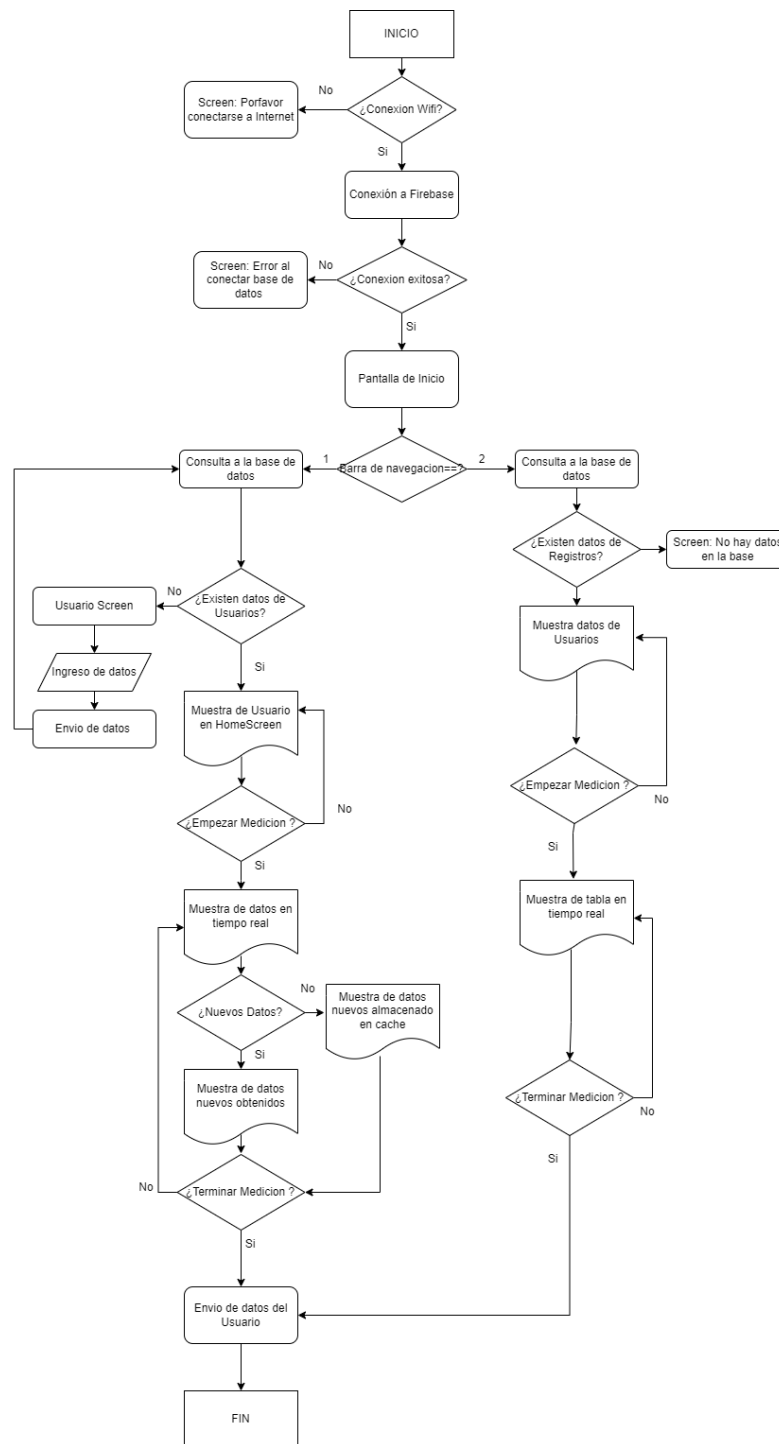 INICIO
No
Screen: Porfavor
conectarse a Internet
¿Conexion Wifi?
Si
Conexión a Firebase
No
Screen: Error al
conectar base de
datos
¿Conexion exitosa?
Si
Pantalla de Inicio
Consulta a la base de
datos
1
Barra de navegacion==?
2
Consulta a la base de
datos
¿Existen datos de
Registros?
Screen: No hay datos
en la base
No
Usuario Screen
¿Existen datos de
Usuarios?
Muestra datos de
Usuarios
Ingreso de datos
Si
Envio de datos
Muestra de Usuario
en HomeScreen
¿Empezar Medicion ?
No
¿Empezar Medicion ?
No
Si
Si
Muestra de datos en
tiempo real
Muestra de tabla en
tiempo real
¿Nuevos Datos?
No
Muestra de datos
nuevos almacenado
en cache
Si
Muestra de datos
nuevos obtenidos
¿Terminar Medicion ?
No
Si
No
¿Terminar Medicion ?
Si
Envio de datos del
Usuario
FIN